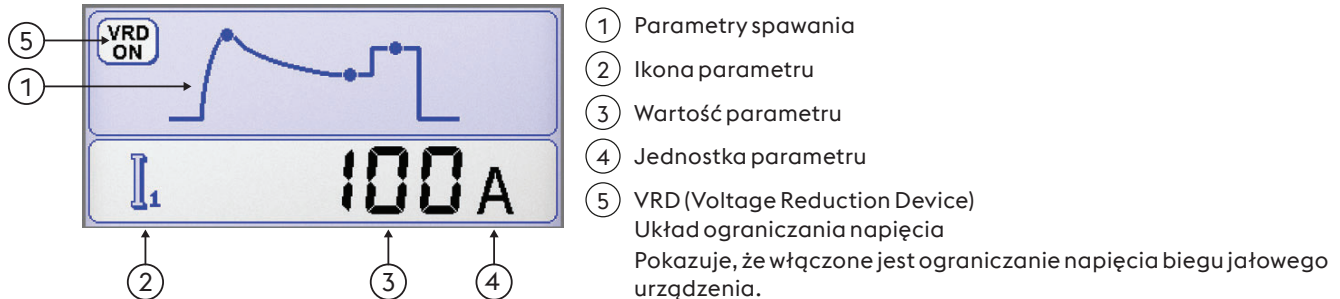 VRD
ON
5
1
I1
100 A
2
3
4
1 Parametry spawania
2 Ikona parametru
3 Wartość parametru
4 Jednostka parametru
5 VRD (Voltage Reduction Device)
Układ ograniczania napięcia
Pokazuje, że włączone jest ograniczanie napięcia biegu jałowego
urządzenia.